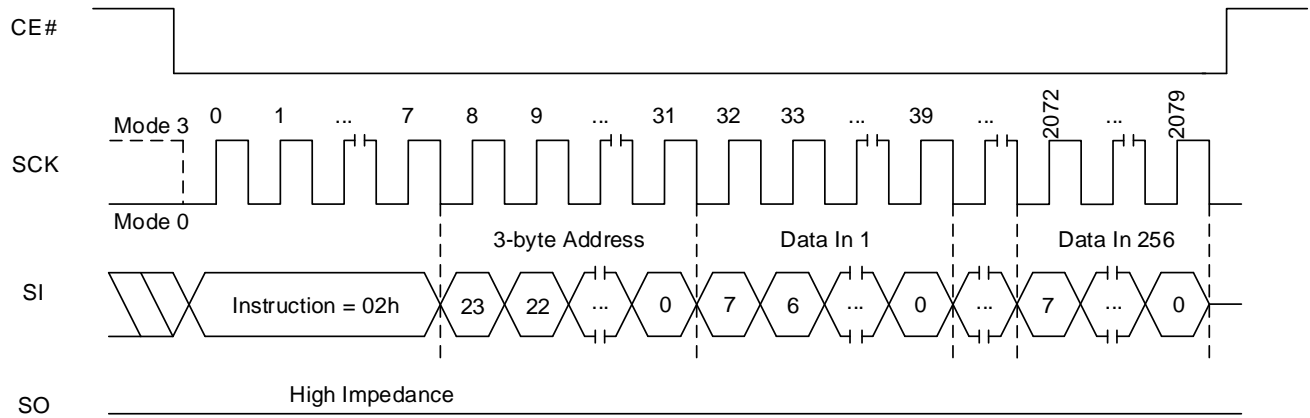 CE#
0 1 ... 7 8 9 ... 31 32 33 ... 39 ... 2072 ... 2079
Mode 3
SCK
Mode 0
3-byte Address Data In 1 Data In 256
SI
Instruction = 02h 23 22 ... 0 7 6 ... 0 ... 7 ... 0
High Impedance
SO